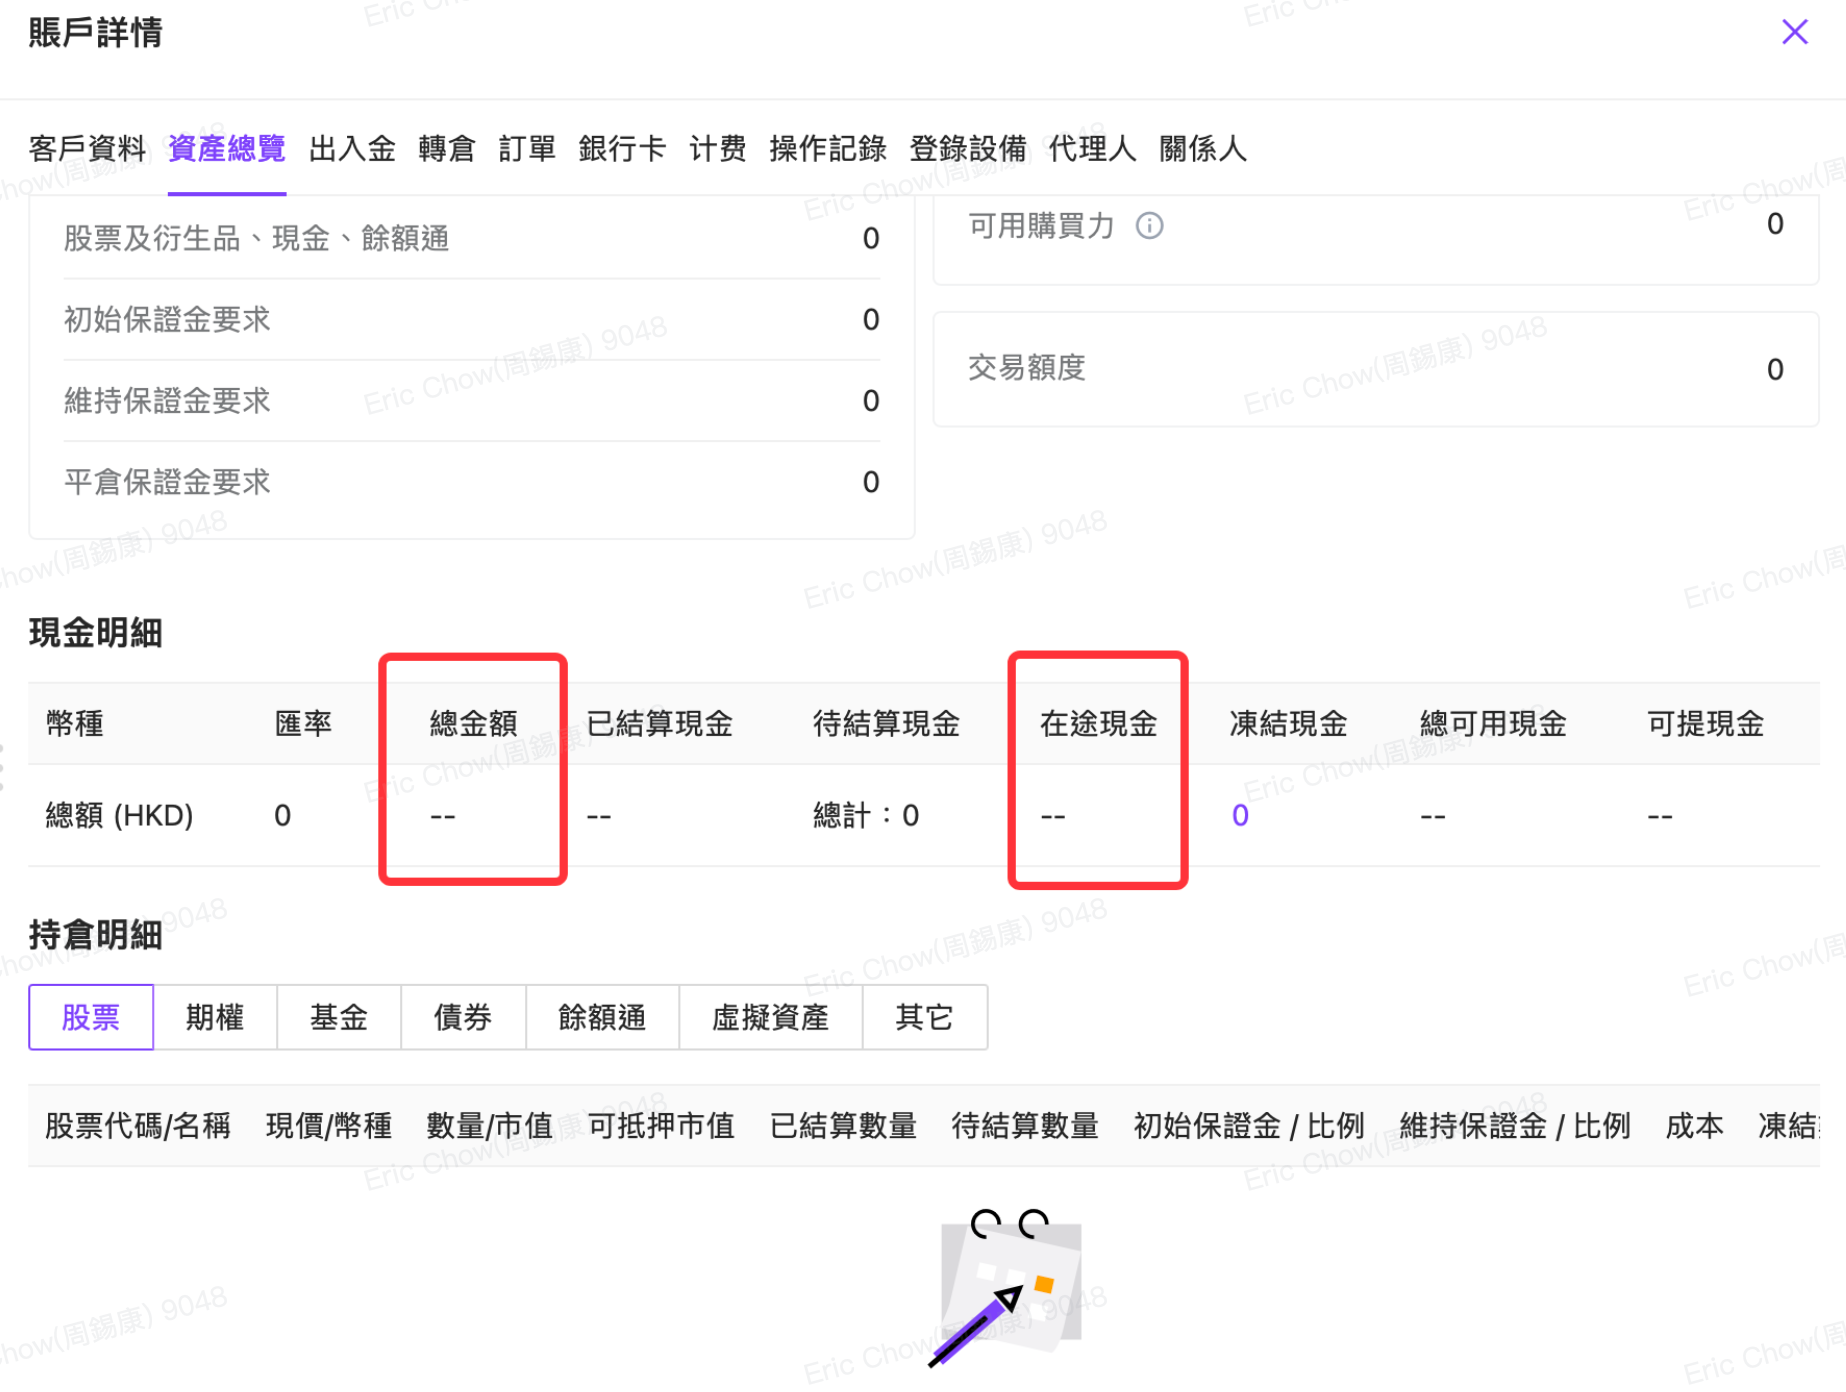 賬戶詳情
客戶資料 資產總覽 出入金 轉倉 訂單 銀行卡 计费 操作記錄 登錄設備 代理人 關係人
股票及衍生品、現金、餘額通 0
可用購買力 0
初始保證金要求 0
交易額度 0
維持保證金要求 0
平倉保證金要求 0
現金明細
幣種 匯率 總金額 已結算現金 待結算現金 在途現金 凍結現金 總可用現金 可提現金
總額 (HKD) 0 -- -- 總計：0 -- 0 -- --
持倉明細
股票 期權 基金 債券 餘額通 虛擬資產 其它
股票代碼/名稱 現價/幣種 數量/市值 可抵押市值 已結算數量 待結算數量 初始保證金 / 比例 維持保證金 / 比例 成本 凍結
Eric Chow(周錫康) 9048